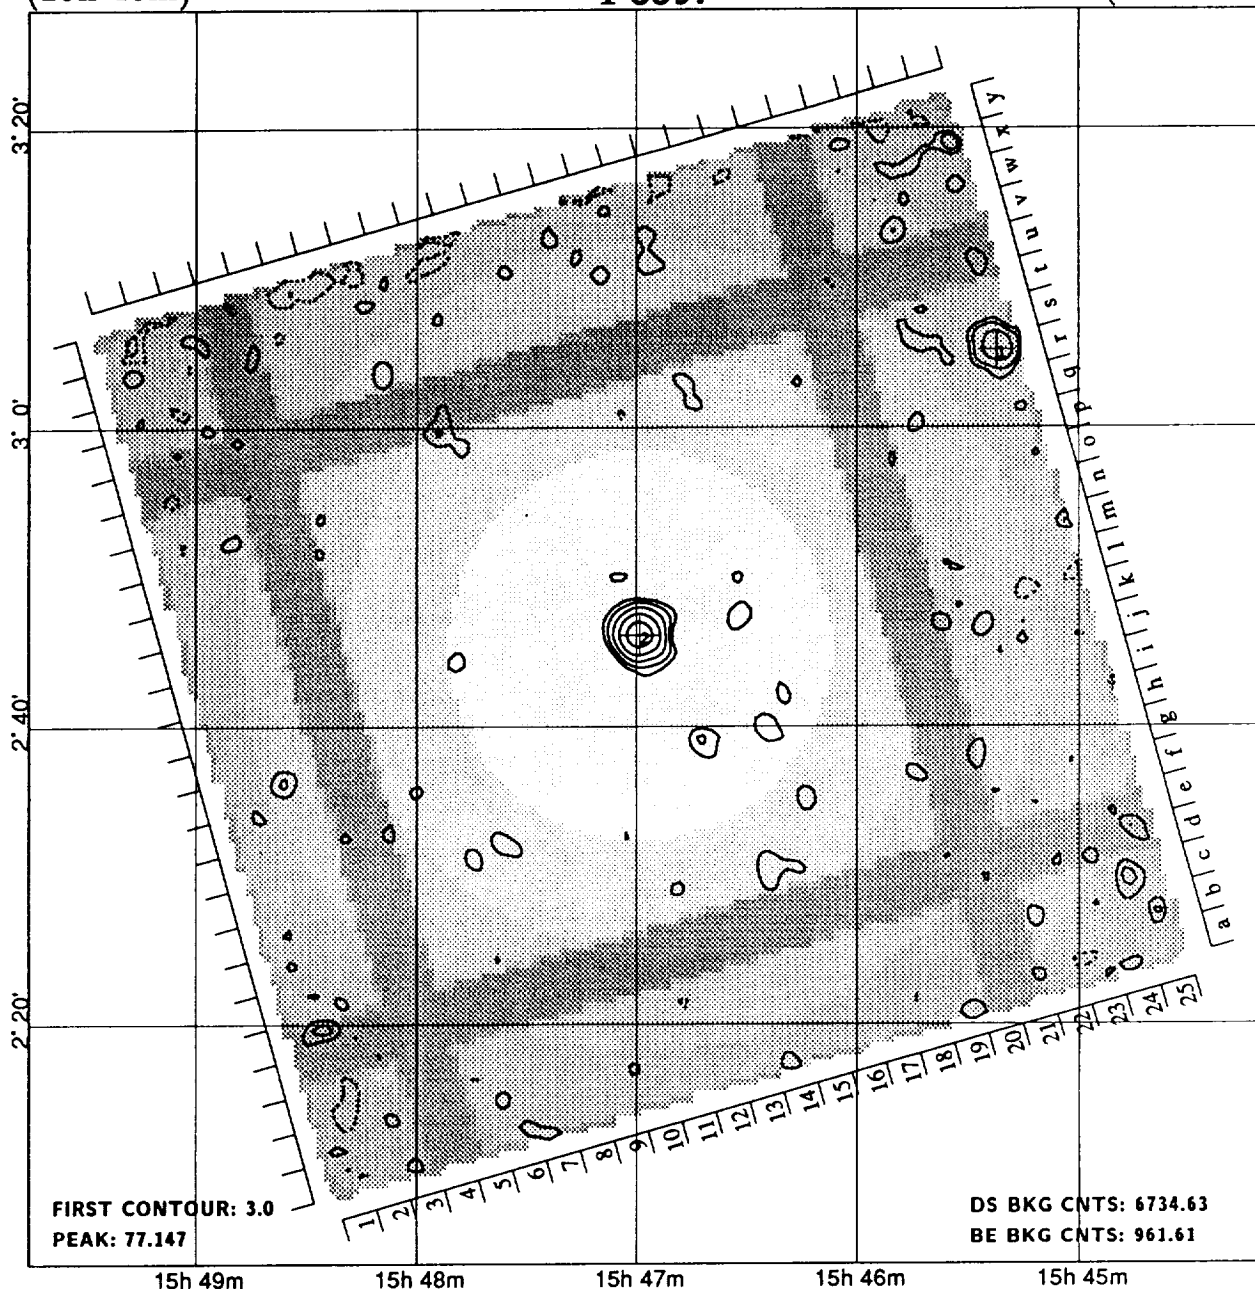 3° 20'
3° 0'
2° 40'
2° 20'
a b c d e f g h i j k l m n o p q r s t u v w x y
1 2 3 4 5 6 7 8 9 10 11 12 13 14 15 16 17 18 19 20 21 22 23 24 25
FIRST CONTOUR: 3.0
PEAK: 77.147
DS BKG CNTS: 6734.63
BE BKG CNTS: 961.61
15h 49m
15h 48m
15h 47m
15h 46m
15h 45m